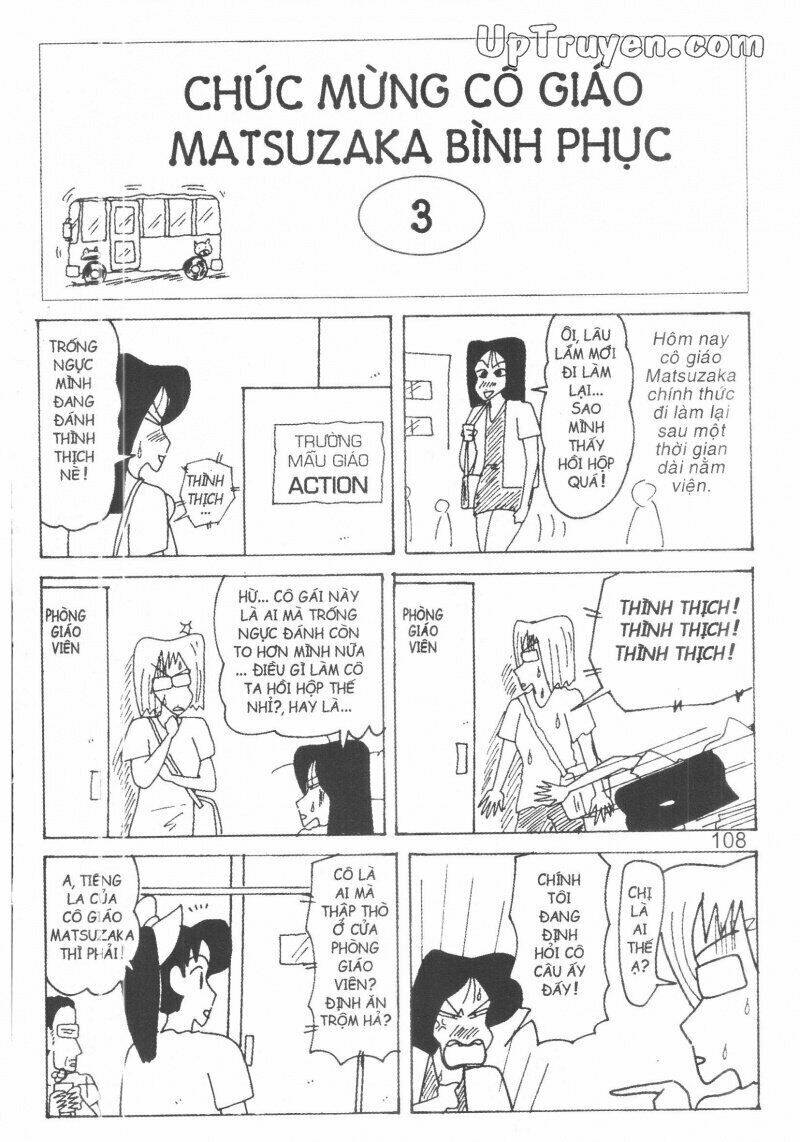 UpTruyen.com
CHÚC MỪNG CÔ GIÁO
MATSUZAKA BÌNH PHỤC
3
Hôm nay
cô giáo
Matsuzaka
chính thức
đi làm lại
sau một
thời gian
dài nằm
viện.
ÔI, LÂU
LẮM MỚI
ĐI LÀM
LẠI...
SAO
MÌNH
THẤY
HỒI HỘP
QUÁ!
TRƯỜNG
MẪU GIÁO
ACTION
THÌNH
THỊCH
...
TRỐNG
NGỰC
MÌNH
ĐANG
ĐÁNH
THÌNH
THỊCH
NÈ!
THÌNH THỊCH!
THÌNH THỊCH!
THÌNH THỊCH!
PHÒNG
GIÁO
VIÊN
HỪ... CÔ GÁI NÀY
LÀ AI MÀ TRỐNG
NGỰC ĐÁNH CÒN
TO HƠN MÌNH NỮA
... ĐIỀU GÌ LÀM CÔ
TA HỒI HỘP THẾ
NHỈ?, HAY LÀ...
PHÒNG
GIÁO
VIÊN
108
CHỊ
LÀ AI
THẾ
Ạ?
CHÍNH
TÔI
ĐANG
ĐỊNH
HỎI CÔ
CÂU ẤY
ĐẤY!
CÔ LÀ
AI MÀ
THẬP THÒ
Ở CỬA
PHÒNG
GIÁO
VIÊN?
ĐỊNH ĂN
TRỘM HẢ?
A, TIẾNG
LA CỦA
CÔ GIÁO
MATSUZAKA
THÌ PHẢI!